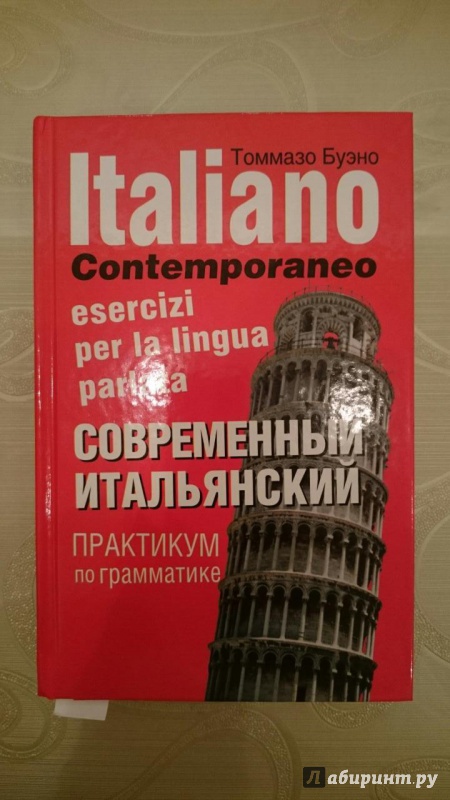 Томмазо Буэно
Italiano
Contemporaneo
esercizi
per la lingua
parlata
СОВРЕМЕННЫЙ
ИТАЛЬЯНСКИЙ
ПРАКТИКУМ
по грамматике
Лабиринт.ру